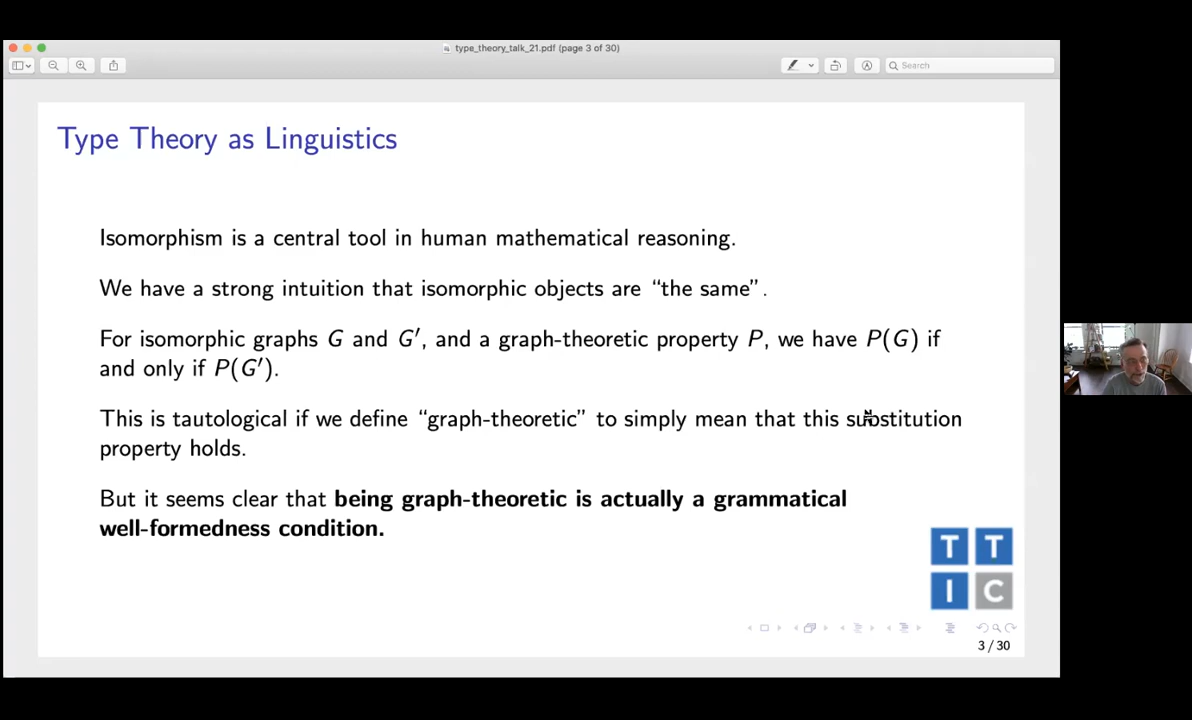 type_theory_talk_21.pdf (page 3 of 30)
Search
Type Theory as Linguistics
Isomorphism is a central tool in human mathematical reasoning.
We have a strong intuition that isomorphic objects are “the same”.
For isomorphic graphs G and G′, and a graph-theoretic property P, we have P(G) if
and only if P(G′).
This is tautological if we define “graph-theoretic” to simply mean that this substitution
property holds.
But it seems clear that being graph-theoretic is actually a grammatical
well-formedness condition.
T T
I C
3 / 30